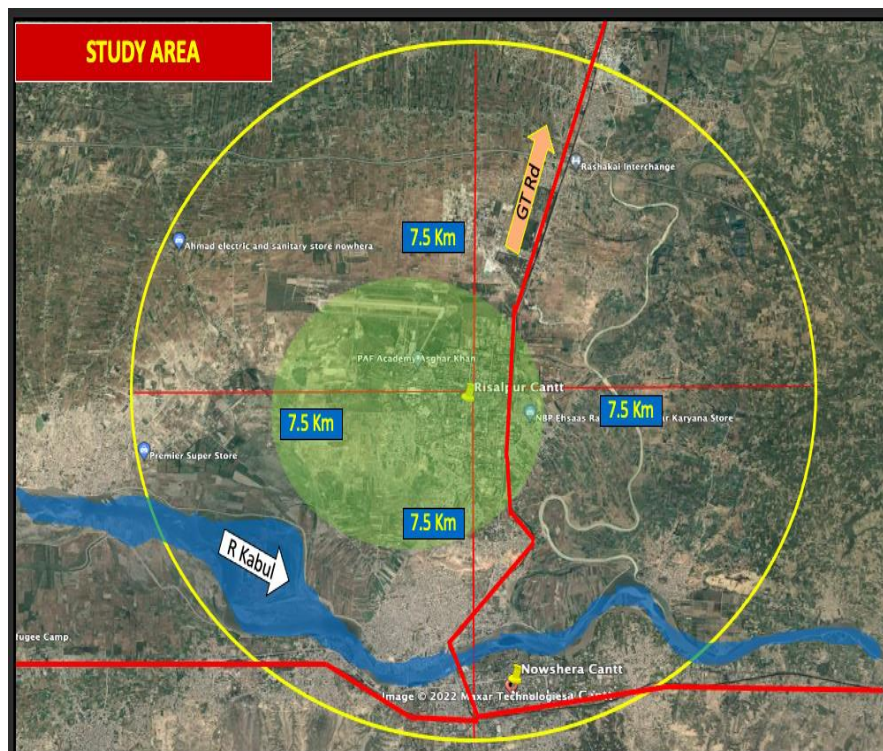 STUDY AREA
GT Rd
Rashakai Interchange
7.5 Km
Ahmad electric and sanitary store nowhera
PAF Academy Asghar Khan
Risalpur Cantt
7.5 Km
7.5 Km
NBP Ehsaas
Karyana Store
Premier Super Store
7.5 Km
R Kabul
fugee Camp
Nowshera Cantt
Image © 2022 Maxar Technologies
Cantt